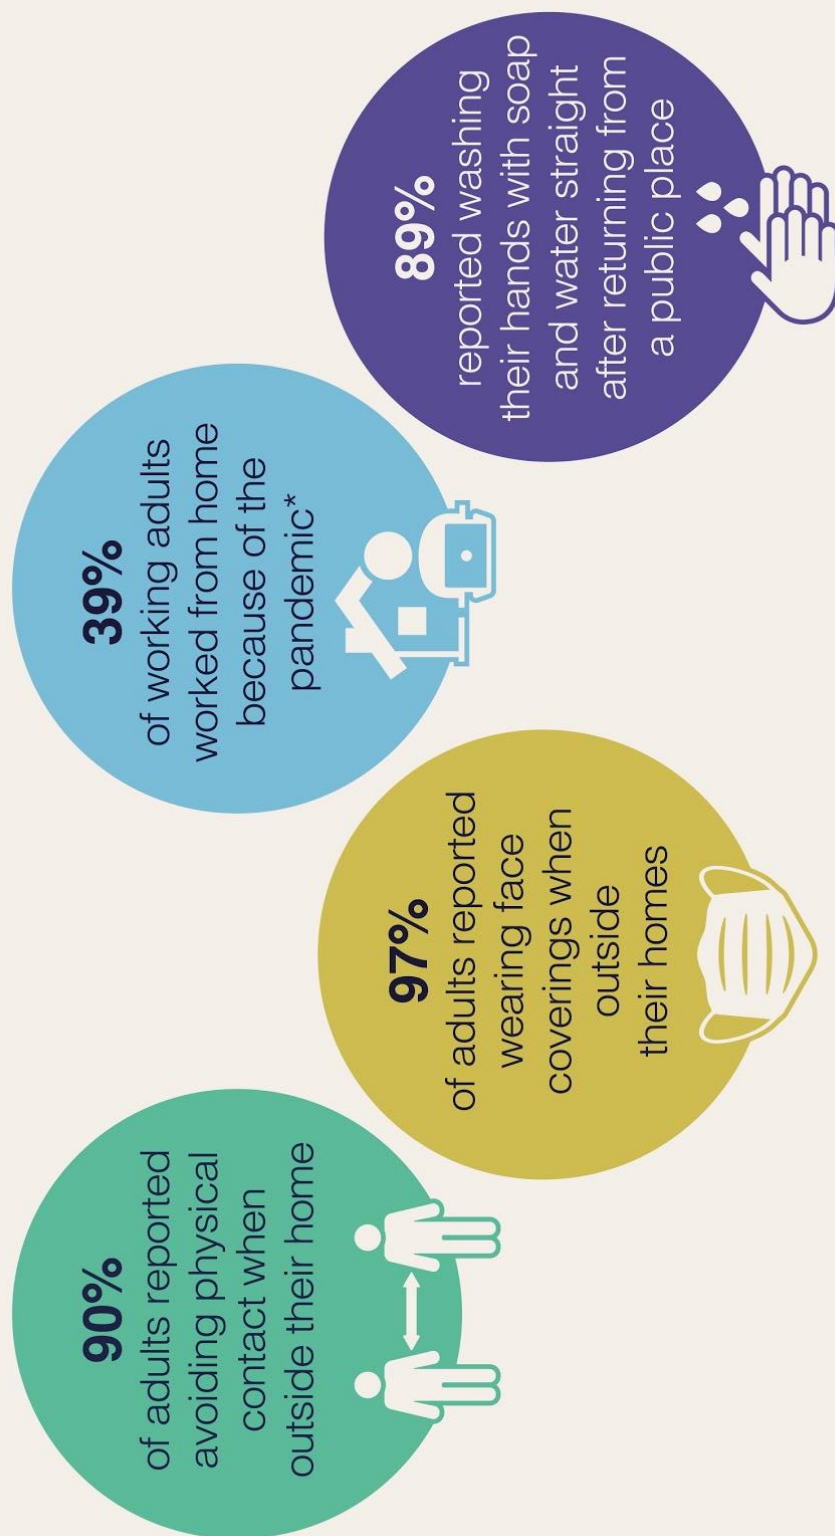 90%
of adults reported
avoiding physical
contact when
outside their home
97%
of adults reported
wearing face
coverings when
outside
their homes
39%
of working adults
worked from home
because of the
pandemic*
89%
reported washing
their hands with soap
and water straight
after returning from
a public place